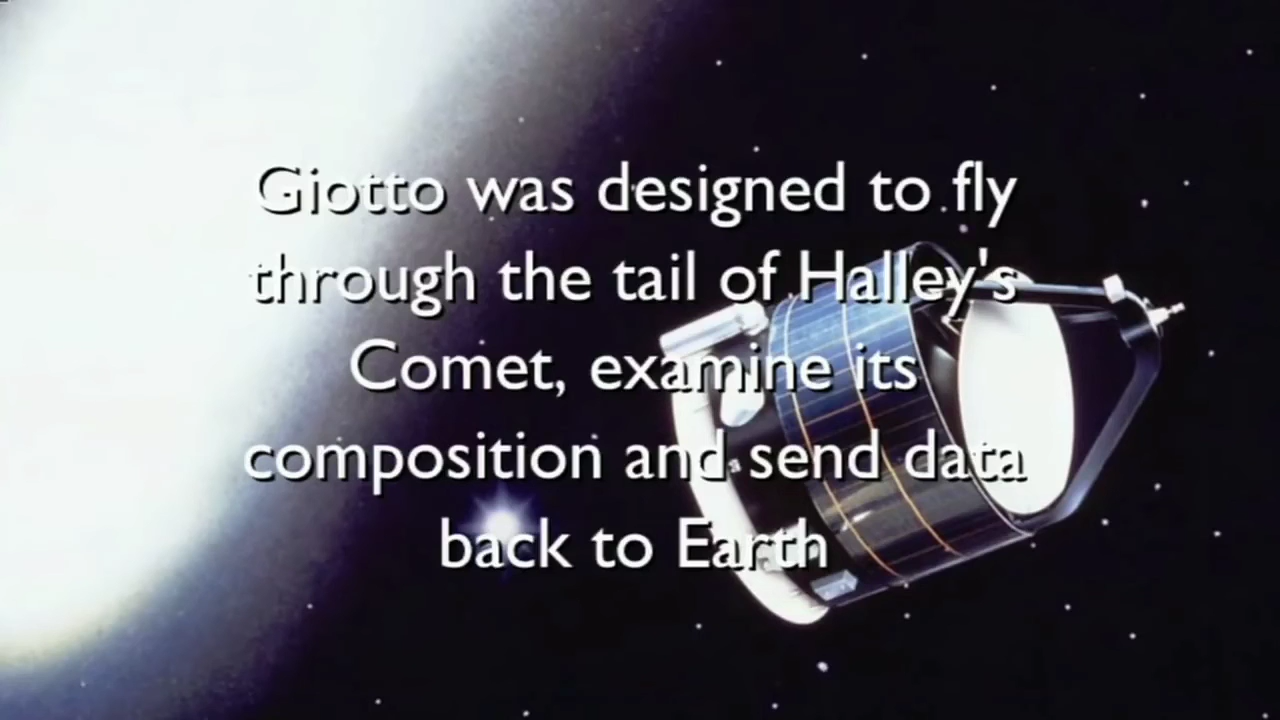 Giotto was designed to fly
through the tail of Halley's
Comet, examine its
composition and send data
back to Earth